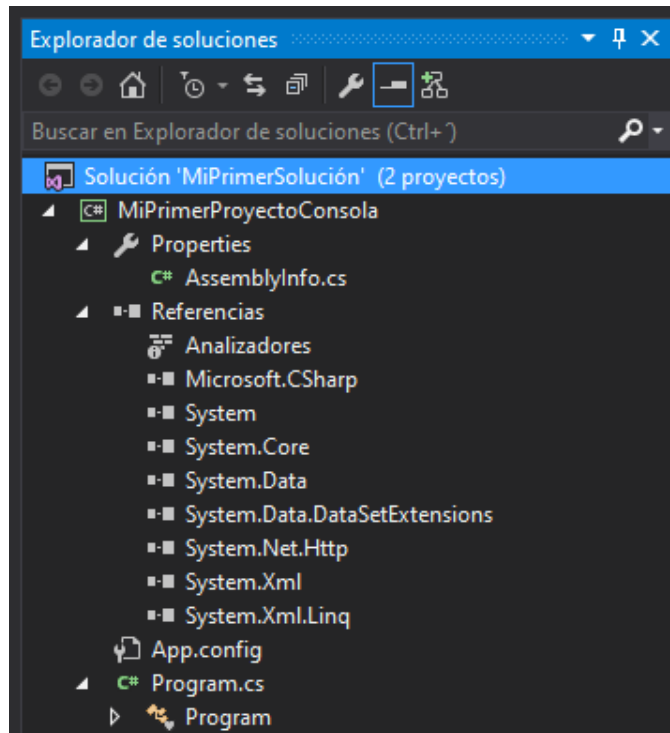 Explorador de soluciones
Buscar en Explorador de soluciones (Ctrl+´)
Solución 'MiPrimerSolución' (2 proyectos)
C# MiPrimerProyectoConsola
Properties
C# AssemblyInfo.cs
Referencias
Analizadores
Microsoft.CSharp
System
System.Core
System.Data
System.Data.DataSetExtensions
System.Net.Http
System.Xml
System.Xml.Linq
App.config
C# Program.cs
Program